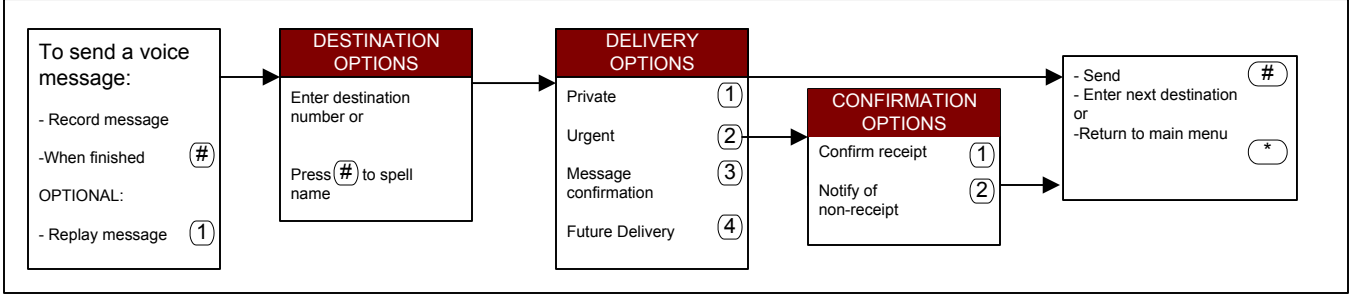 To send a voice
message:
- Record message
-When finished #
OPTIONAL:
- Replay message 1
DESTINATION
OPTIONS
Enter destination
number or
Press # to spell
name
DELIVERY
OPTIONS
Private 1
Urgent 2
Message
confirmation 3
Future Delivery 4
CONFIRMATION
OPTIONS
Confirm receipt 1
Notify of
non-receipt 2
- Send #
- Enter next destination
or
-Return to main menu
*